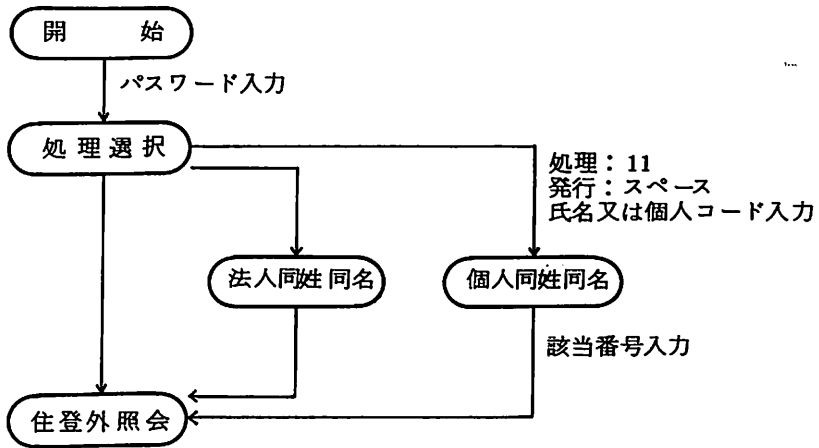 開 始
パスワード入力
処理選択
処理：11
発行：スペース
氏名又は個人コード入力
法人同姓同名
個人同姓同名
該当番号入力
住登外照会